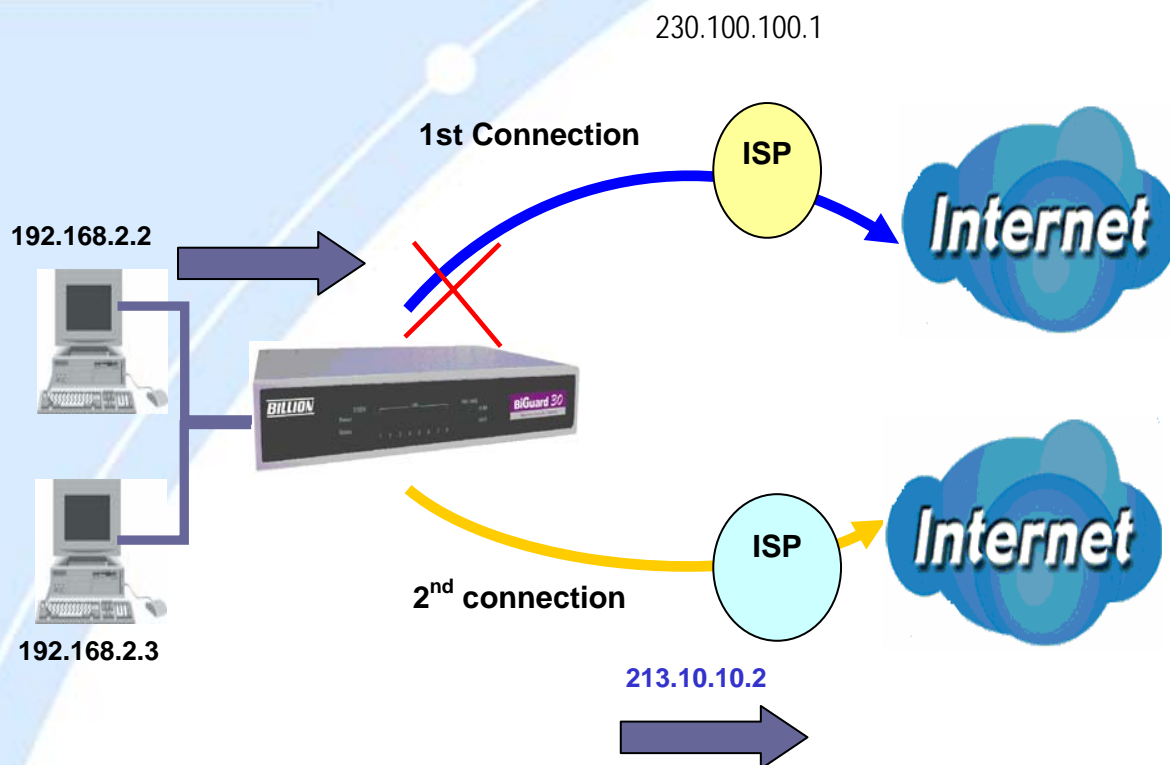 230.100.100.1
1st Connection
ISP
Internet
192.168.2.2
BILLION
BiGuard 30
ISP
Internet
2nd connection
192.168.2.3
213.10.10.2